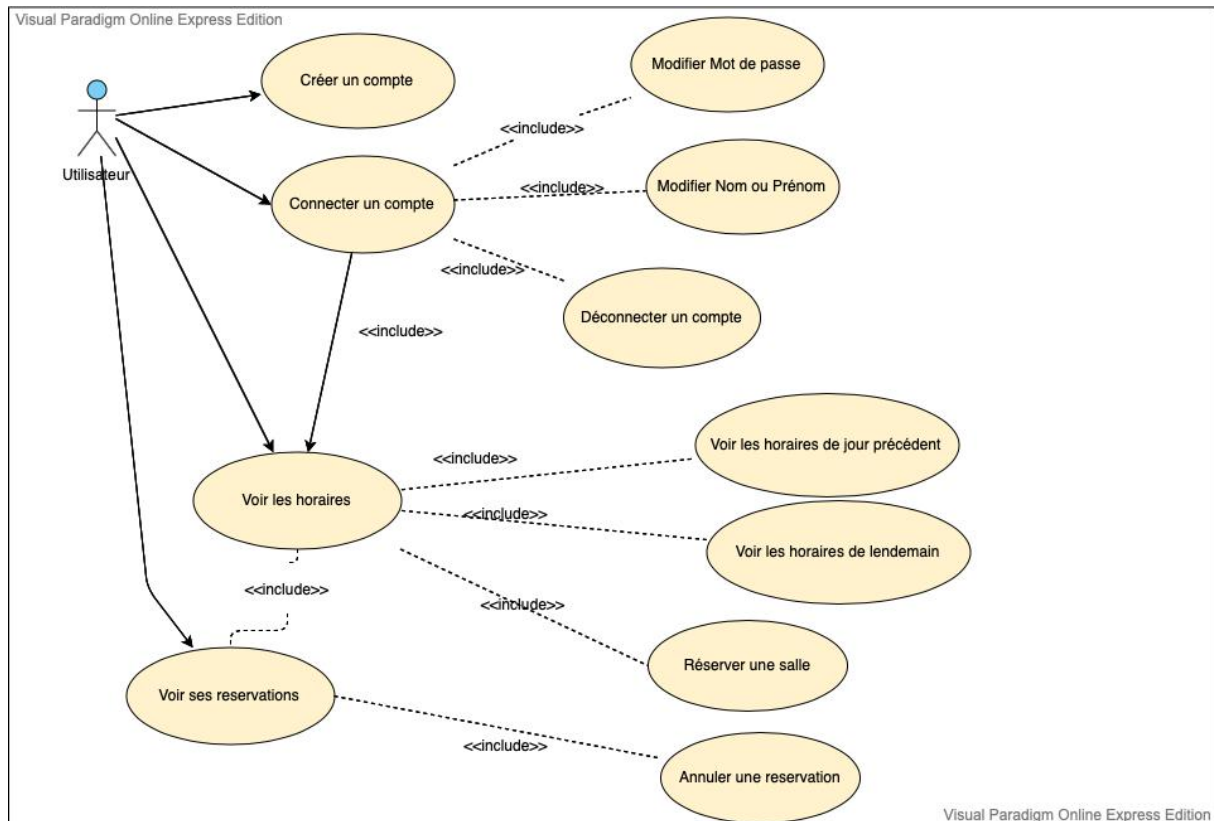 Visual Paradigm Online Express Edition
Créer un compte
Modifier Mot de passe
<<include>>
Utilisateur
Connecter un compte
<<include>>
Modifier Nom ou Prénom
<<include>>
Déconnecter un compte
<<include>>
Voir les horaires de jour précédent
<<include>>
Voir les horaires
<<include>>
Voir les horaires de lendemain
<<include>>
<<include>>
Réserver une salle
Voir ses reservations
<<include>>
Annuler une reservation
Visual Paradigm Online Express Edition